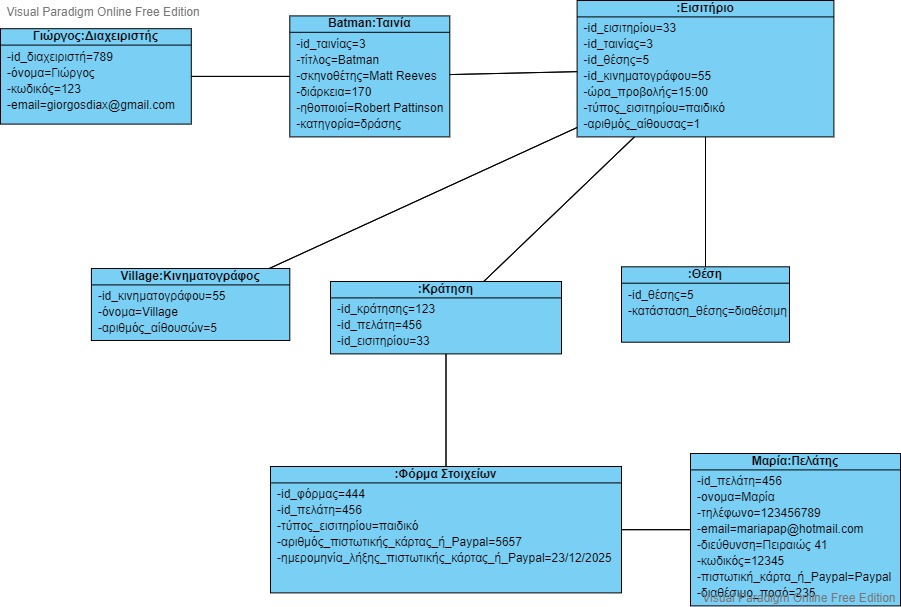 Visual Paradigm Online Free Edition
Γιώργος:Διαχειριστής
-id_διαχειριστή=789
-όνομα=Γιώργος
-κωδικός=123
-email=giorgosdiax@gmail.com
Batman:Ταινία
-id_ταινίας=3
-τίτλος=Batman
-σκηνοθέτης=Matt Reeves
-διάρκεια=170
-ηθοποιοί=Robert Pattinson
-κατηγορία=δράσης
:Εισιτήριο
-id_εισιτηρίου=33
-id_ταινίας=3
-id_θέσης=5
-id_κινηματογράφου=55
-ώρα_προβολής=15:00
-τύπος_εισιτηρίου=παιδικό
-αριθμός_αίθουσας=1
Village:Κινηματογράφος
-id_κινηματογράφου=55
-όνομα=Village
-αριθμός_αίθουσών=5
:Κράτηση
-id_κράτησης=123
-id_πελάτη=456
-id_εισιτηρίου=33
:Θέση
-id_θέσης=5
-κατάσταση_θέσης=διαθέσιμη
:Φόρμα Στοιχείων
-id_φόρμας=444
-id_πελάτη=456
-τύπος_εισιτηρίου=παιδικό
-αριθμός_πιστωτικής_κάρτας_ή_Paypal=5657
-ημερομηνία_λήξης_πιστωτικής_κάρτας_ή_Paypal=23/12/2025
Μαρία:Πελάτης
-id_πελάτη=456
-ονομα=Μαρία
-τηλέφωνο=123456789
-email=mariapap@hotmail.com
-διεύθυνση=Πειραιώς 41
-κωδικός=12345
-πιστωτική_κάρτα_ή_Paypal=Paypal
-διαθέσιμο_ποσό=235
Visual Paradigm Online Free Edition